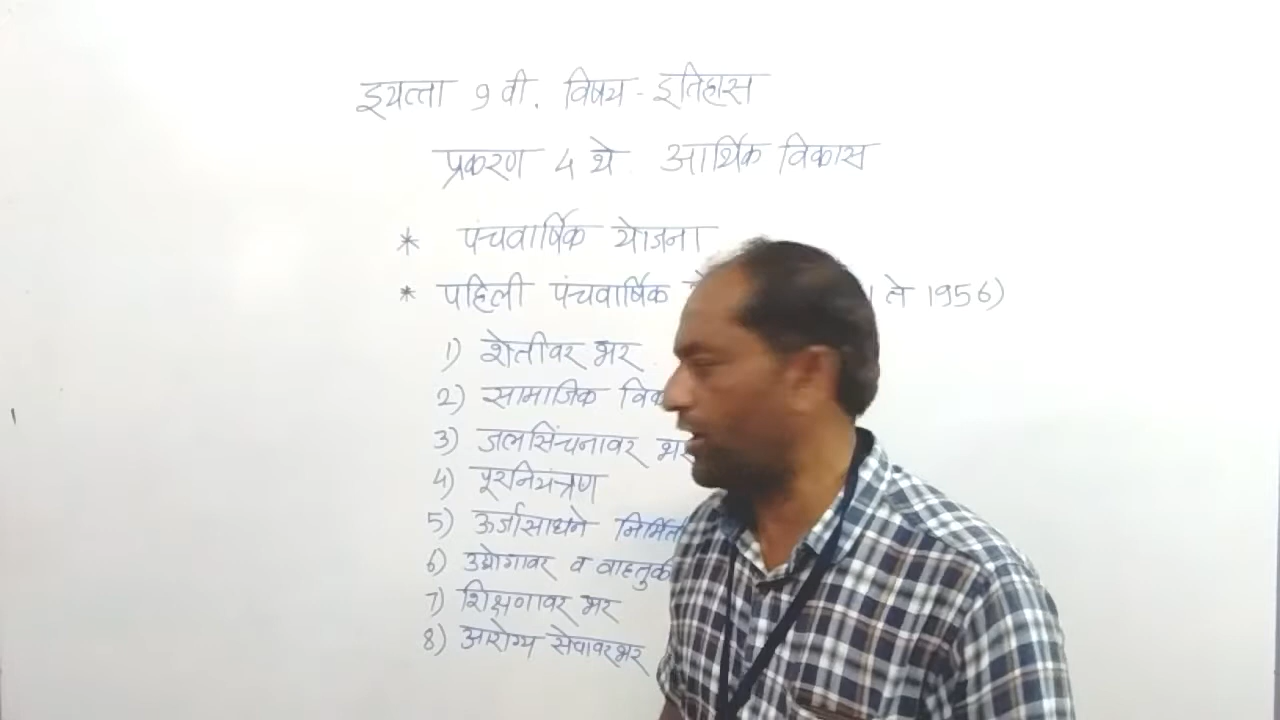 इयत्ता 9 वी. विषय - इतिहास
प्रकरण 4 थे. आर्थिक विकास
* पंचवार्षिक योजना
* पहिली पंचवार्षिक ते 1956)
1) शेतीवर भर
2) सामाजिक
3) जलसिंचनावर भर
4) पूरनियंत्रण
5) ऊर्जासाधने निर्मिती
6) उद्योगावर व
7) शिक्षणावर भर
8) आरोग्य सेवावर भर